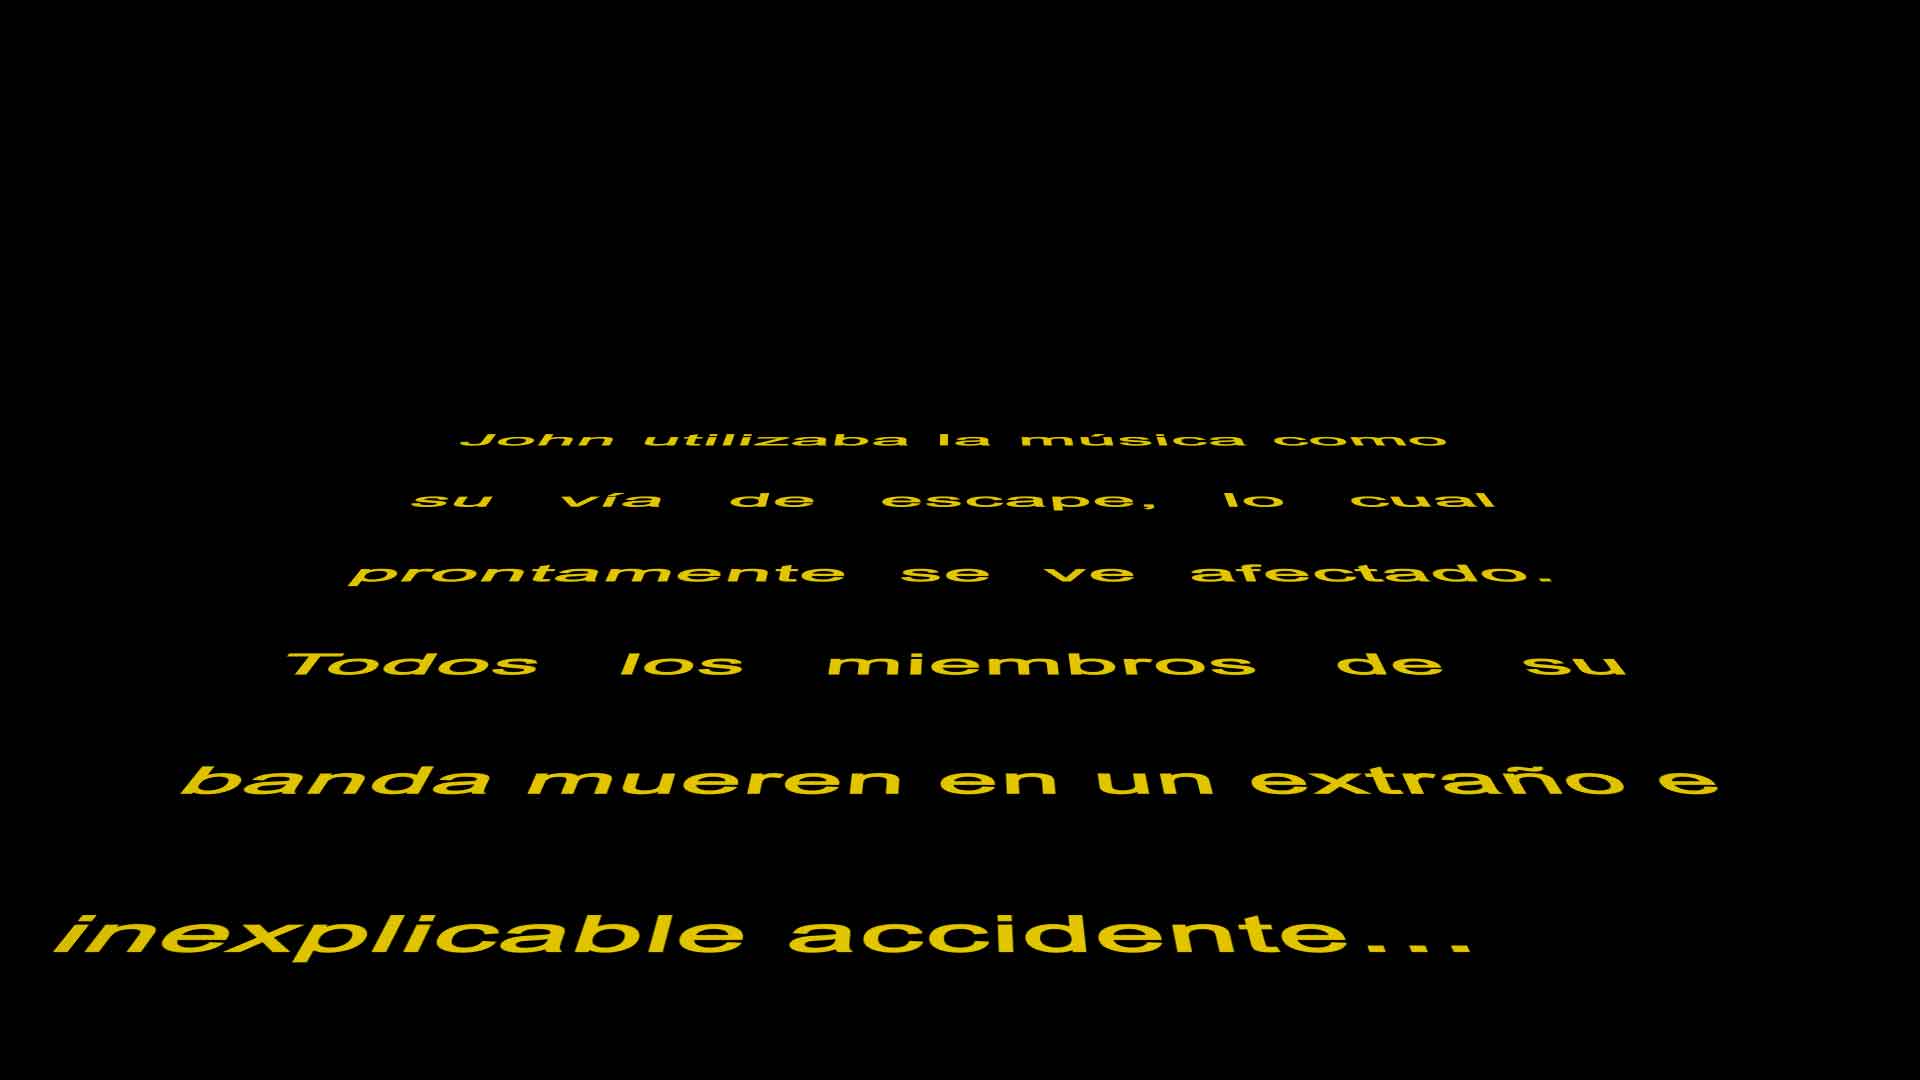 John utilizaba la música como
su vía de escape, lo cual
prontamente se ve afectado.
Todos los miembros de su
banda mueren en un extraño e
inexplicable accidente...